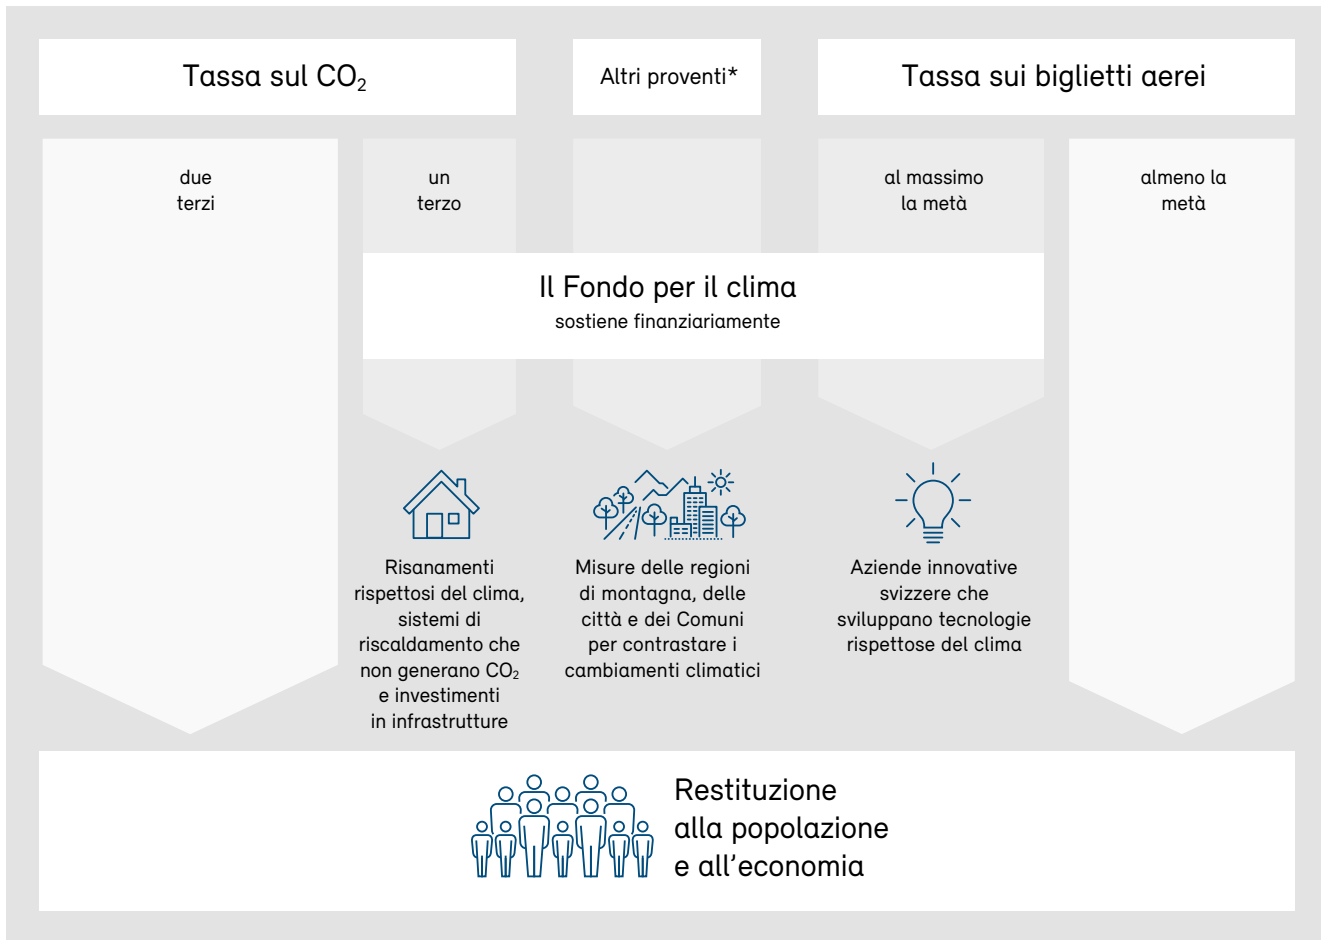 Tassa sul CO₂
Altri proventi*
Tassa sui biglietti aerei
due
terzi
un
terzo
al massimo
la metà
almeno la
metà
Il Fondo per il clima
sostiene finanziariamente
Risanamenti
rispettosi del clima,
sistemi di
riscaldamento che
non generano CO₂
e investimenti
in infrastrutture
Misure delle regioni
di montagna, delle
città e dei Comuni
per contrastare i
cambiamenti climatici
Aziende innovative
svizzere che
sviluppano tecnologie
rispettose del clima
Restituzione
alla popolazione
e all’economia